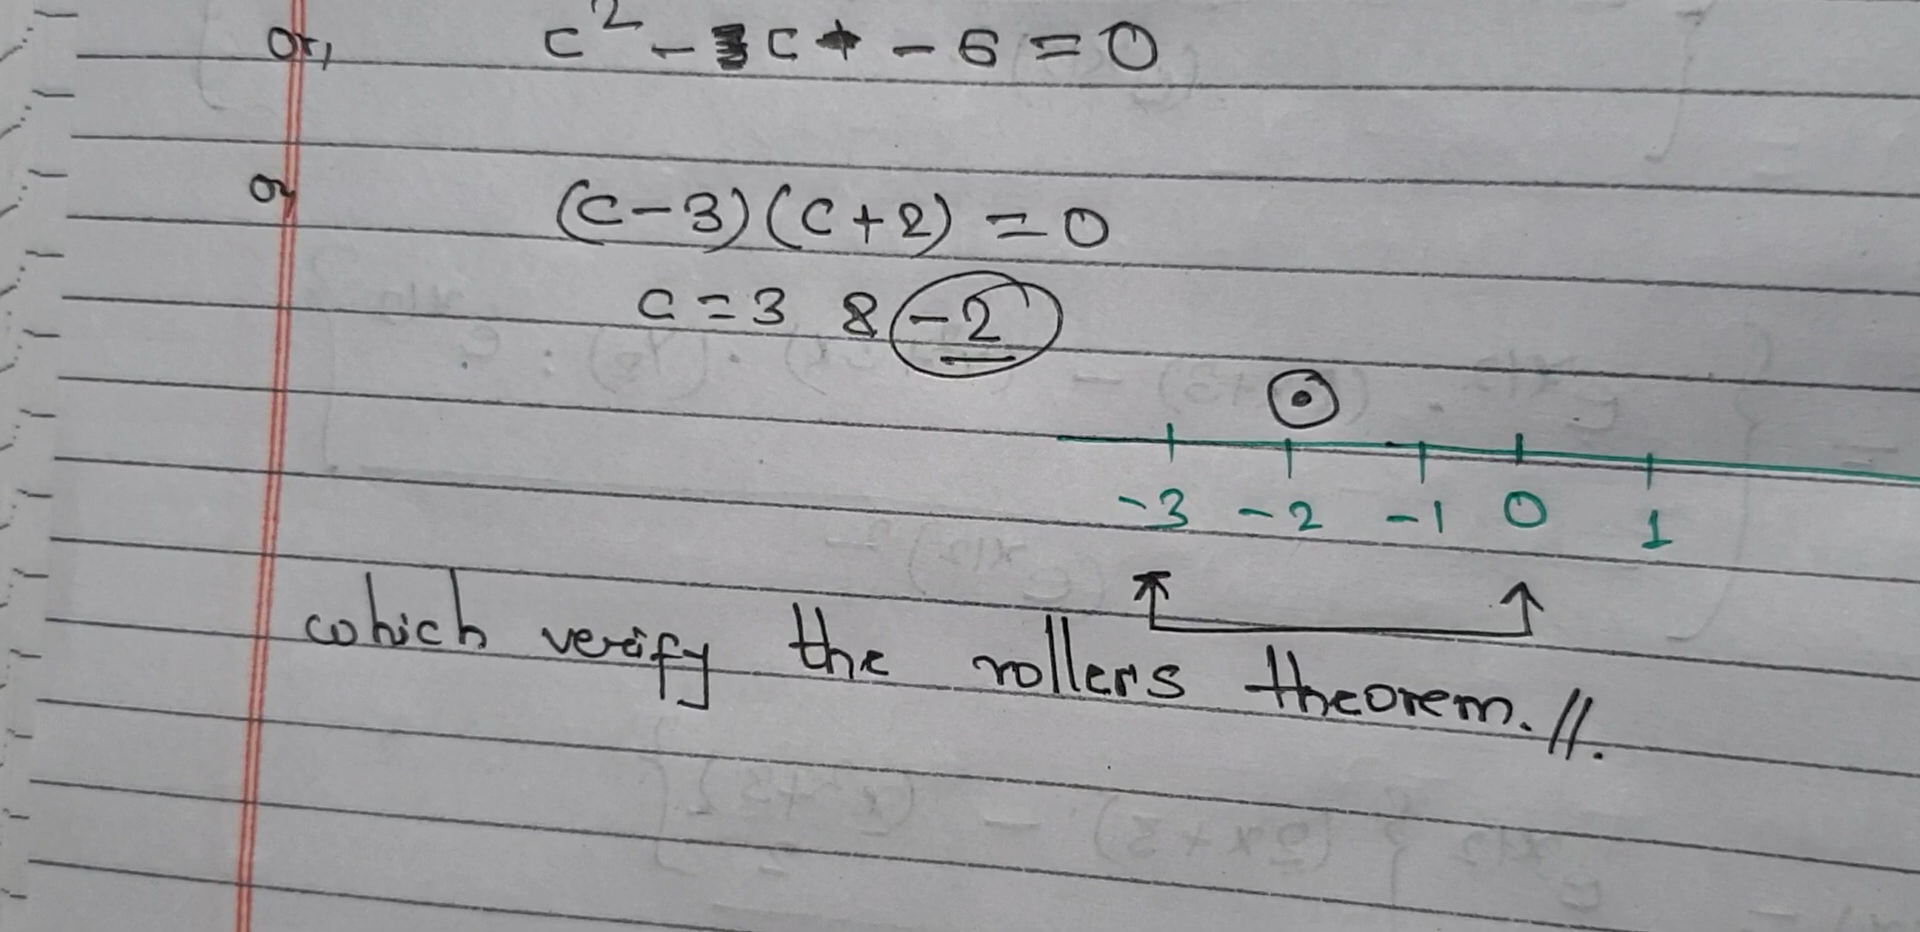 or, c² - c - 6 = 0
or (c-3)(c+2) = 0
c = 3 & -2
-3 -2 -1 0 1
which verify the rollers theorem.//.